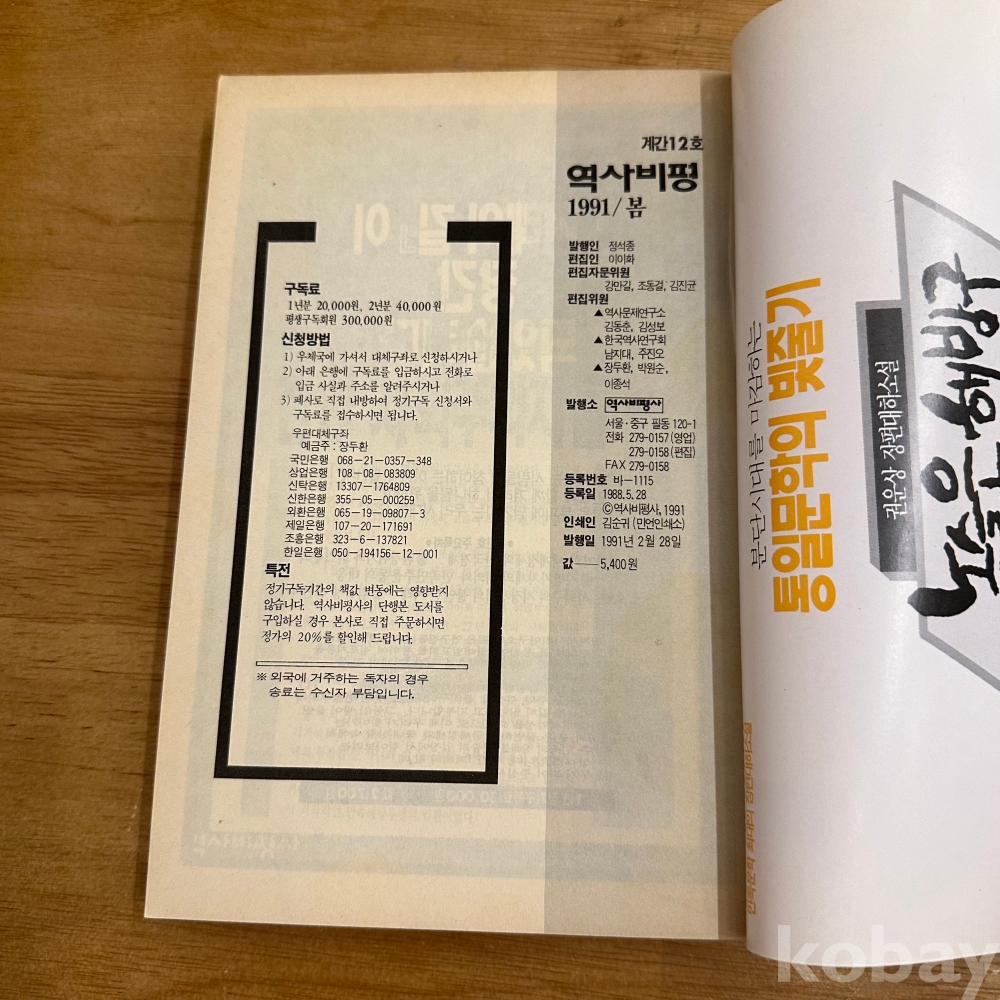 계간12호
역사비평
1991/봄
발행인 정석종
편집인 이이화
편집자문위원
강만길, 조동걸, 김진균
편집위원
▲역사문제연구소
김동춘, 김성보
▲한국역사연구회
남지대, 주진오
▲장두환, 박원순,
이종석
발행소 역사비평사
서울·중구 필동 120-1
전화 279-0157(영업)
279-0158(편집)
FAX 279-0158
등록번호 바-1115
등록일 1988.5.28
ⓒ역사비평사, 1991
인쇄인 김순귀(만언인쇄소)
발행일 1991년 2월 28일
값——5,400원
구독료
1년분 20,000원, 2년분 40,000원
평생구독회원 300,000원
신청방법
1) 우체국에 가셔서 대체구좌로 신청하시거나
2) 아래 은행에 구독료를 입금하시고 전화로
입금 사실과 주소를 알려주시거나
3) 폐사로 직접 내방하여 정기구독 신청서와
구독료를 접수하시면 됩니다.
우편대체구좌
예금주 : 장두환
국민은행 068-21-0357-348
상업은행 108-08-083809
신탁은행 13307-1764809
신한은행 355-05-000259
외환은행 065-19-09807-3
제일은행 107-20-171691
조흥은행 323-6-137821
한일은행 050-194156-12-001
특전
정기구독기간의 책값 변동에는 영향받지
않습니다. 역사비평사의 단행본 도서를
구입하실 경우 본사로 직접 주문하시면
정가의 20%를 할인해 드립니다.
※ 외국에 거주하는 독자의 경우
송료는 수신자 부담입니다.
분단시대를 마감하는
통일문학의 빛줄기
권운상 장편대하소설
노을 해방구
민족문학 최대의 장편대하소설
kobay